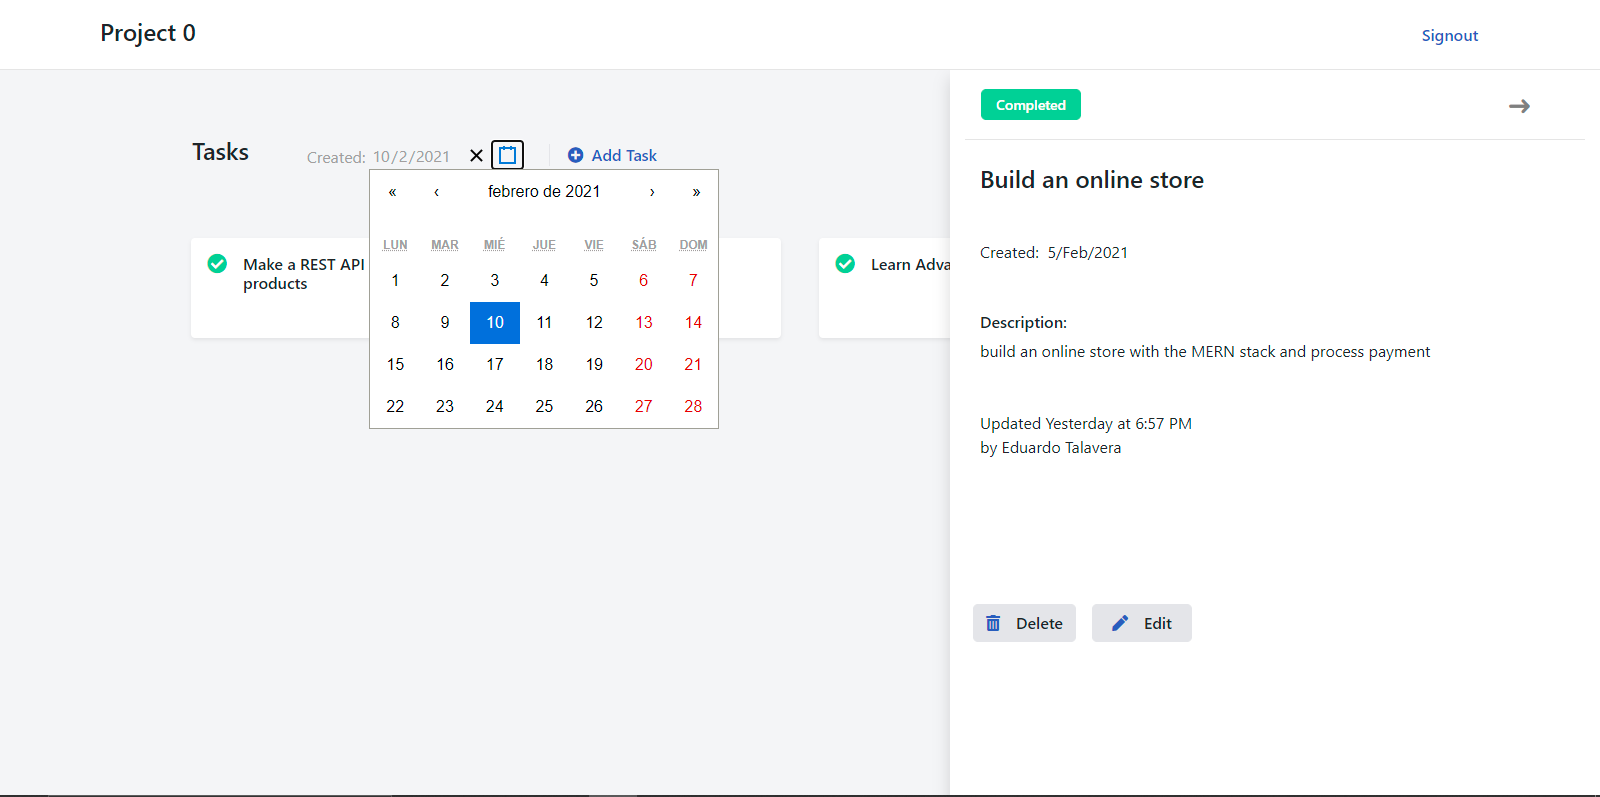 Project 0
Signout
Tasks
Created: 10/2/2021
Add Task
« ‹ febrero de 2021 › »
LUN MAR MIÉ JUE VIE SÁB DOM
1 2 3 4 5 6 7
8 9 10 11 12 13 14
15 16 17 18 19 20 21
22 23 24 25 26 27 28
Make a REST API
products
Learn Adva
Completed
Build an online store
Created: 5/Feb/2021
Description:
build an online store with the MERN stack and process payment
Updated Yesterday at 6:57 PM
by Eduardo Talavera
Delete
Edit